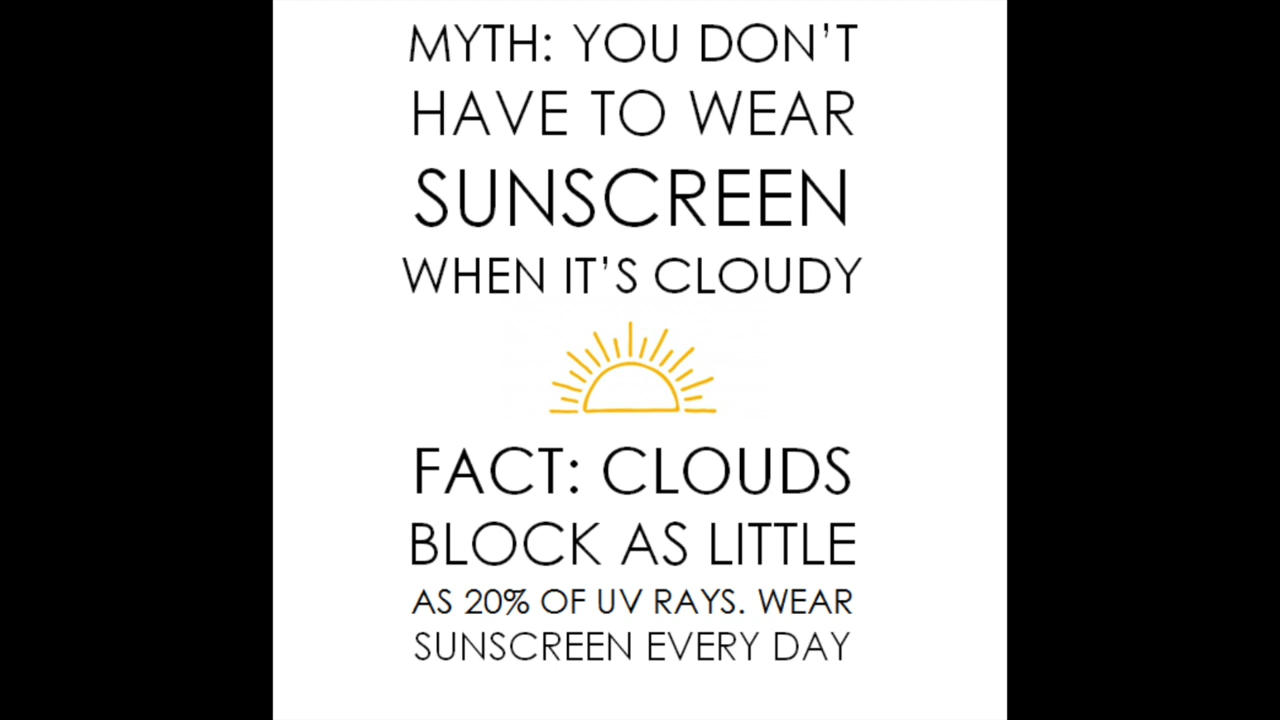 MYTH: YOU DON’T
HAVE TO WEAR
SUNSCREEN
WHEN IT’S CLOUDY
FACT: CLOUDS
BLOCK AS LITTLE
AS 20% OF UV RAYS. WEAR
SUNSCREEN EVERY DAY